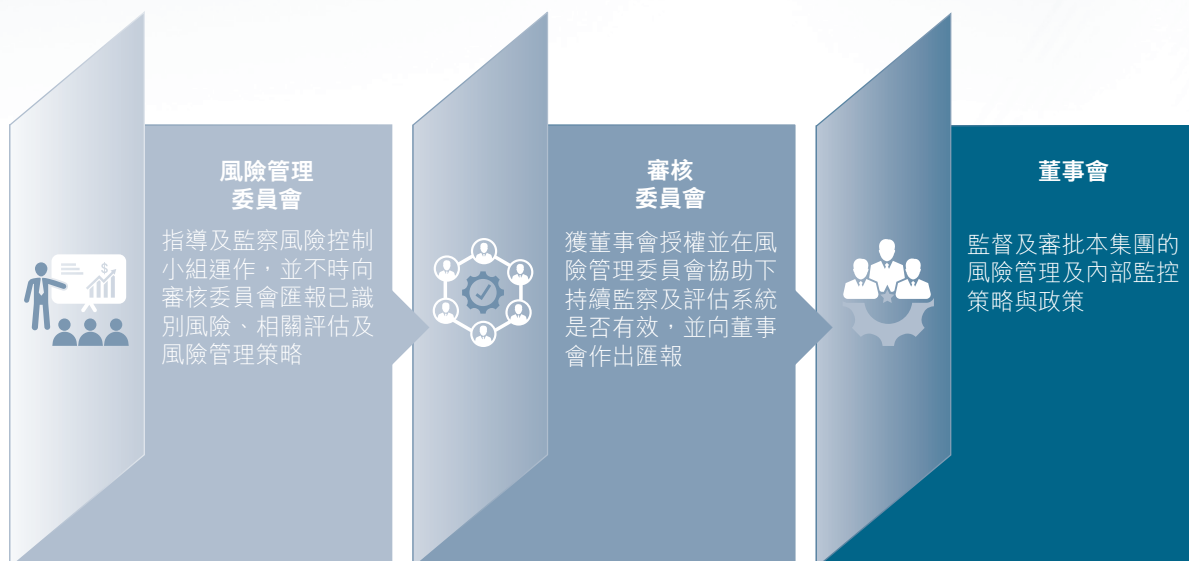 風險管理
委員會
指導及監察風險控制
小組運作，並不時向
審核委員會匯報已識
別風險、相關評估及
風險管理策略
$
審核
委員會
獲董事會授權並在風
險管理委員會協助下
持續監察及評估系統
是否有效，並向董事
會作出匯報
董事會
監督及審批本集團的
風險管理及內部監控
策略與政策